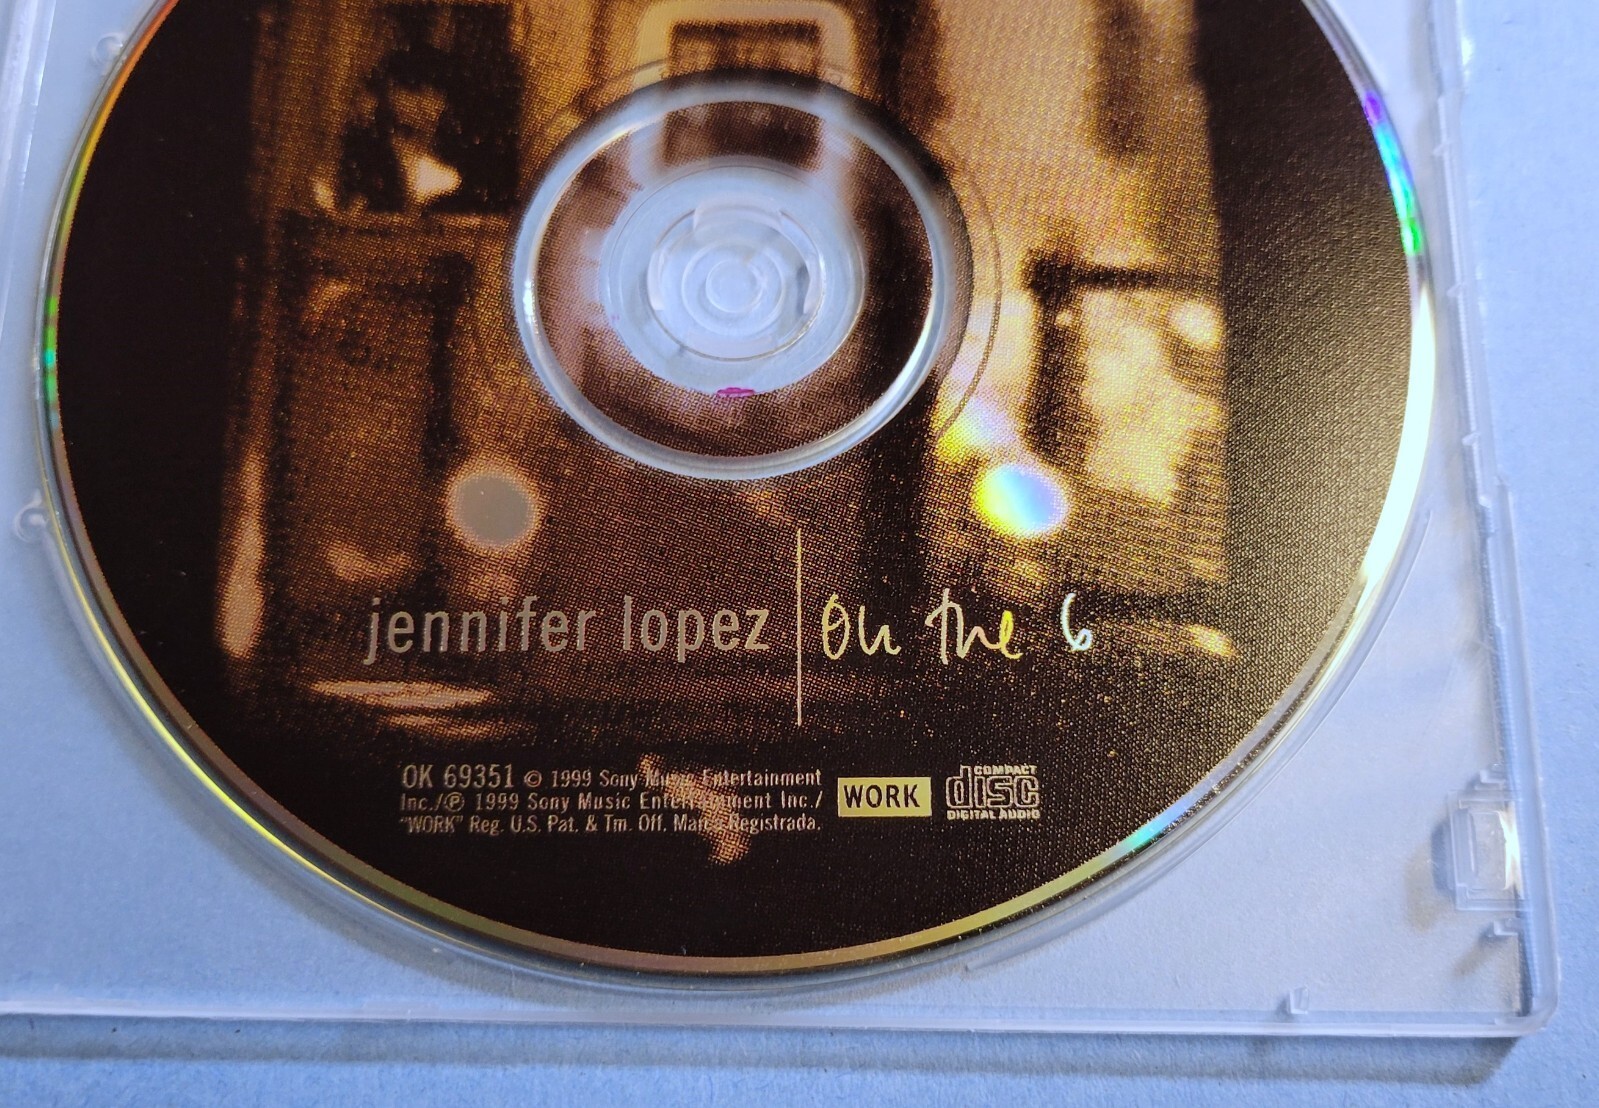 jennifer lopez On The 6
OK 69351 © 1999 Sony Music Entertainment
Inc./℗ 1999 Sony Music Entertainment Inc./
"WORK" Reg. U.S. Pat. & Tm. Off. Marca Registrada.
WORK
COMPACT
disc
DIGITAL AUDIO